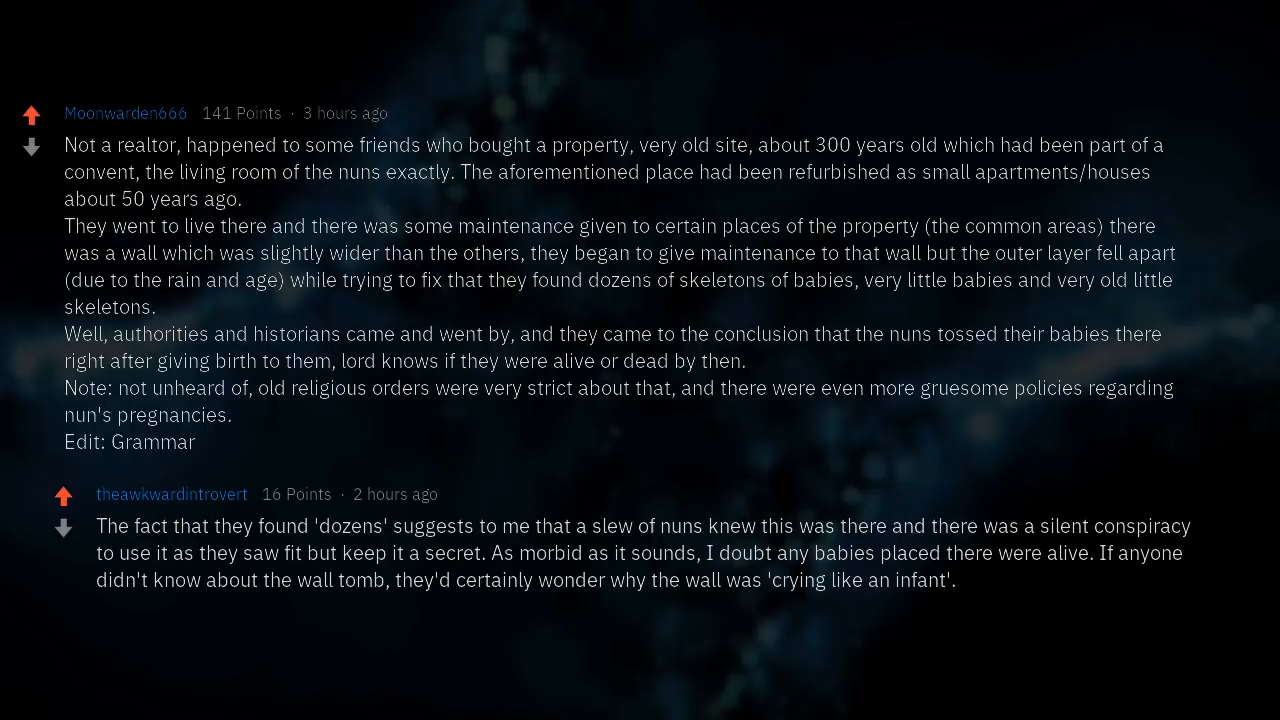 Moonwarden666 141 Points · 3 hours ago
Not a realtor, happened to some friends who bought a property, very old site, about 300 years old which had been part of a
convent, the living room of the nuns exactly. The aforementioned place had been refurbished as small apartments/houses
about 50 years ago.
They went to live there and there was some maintenance given to certain places of the property (the common areas) there
was a wall which was slightly wider than the others, they began to give maintenance to that wall but the outer layer fell apart
(due to the rain and age) while trying to fix that they found dozens of skeletons of babies, very little babies and very old little
skeletons.
Well, authorities and historians came and went by, and they came to the conclusion that the nuns tossed their babies there
right after giving birth to them, lord knows if they were alive or dead by then.
Note: not unheard of, old religious orders were very strict about that, and there were even more gruesome policies regarding
nun's pregnancies.
Edit: Grammar
theawkwardintrovert 16 Points · 2 hours ago
The fact that they found 'dozens' suggests to me that a slew of nuns knew this was there and there was a silent conspiracy
to use it as they saw fit but keep it a secret. As morbid as it sounds, I doubt any babies placed there were alive. If anyone
didn't know about the wall tomb, they'd certainly wonder why the wall was 'crying like an infant'.